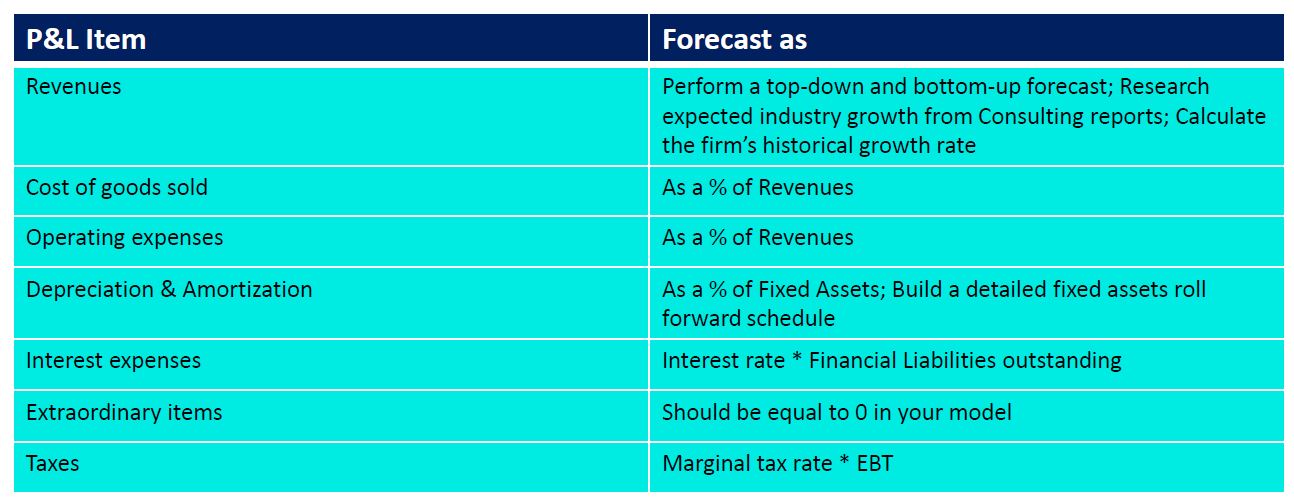 P&L Item
Forecast as
Revenues
Perform a top-down and bottom-up forecast; Research
expected industry growth from Consulting reports; Calculate
the firm’s historical growth rate
Cost of goods sold
As a % of Revenues
Operating expenses
As a % of Revenues
Depreciation & Amortization
As a % of Fixed Assets; Build a detailed fixed assets roll
forward schedule
Interest expenses
Interest rate * Financial Liabilities outstanding
Extraordinary items
Should be equal to 0 in your model
Taxes
Marginal tax rate * EBT